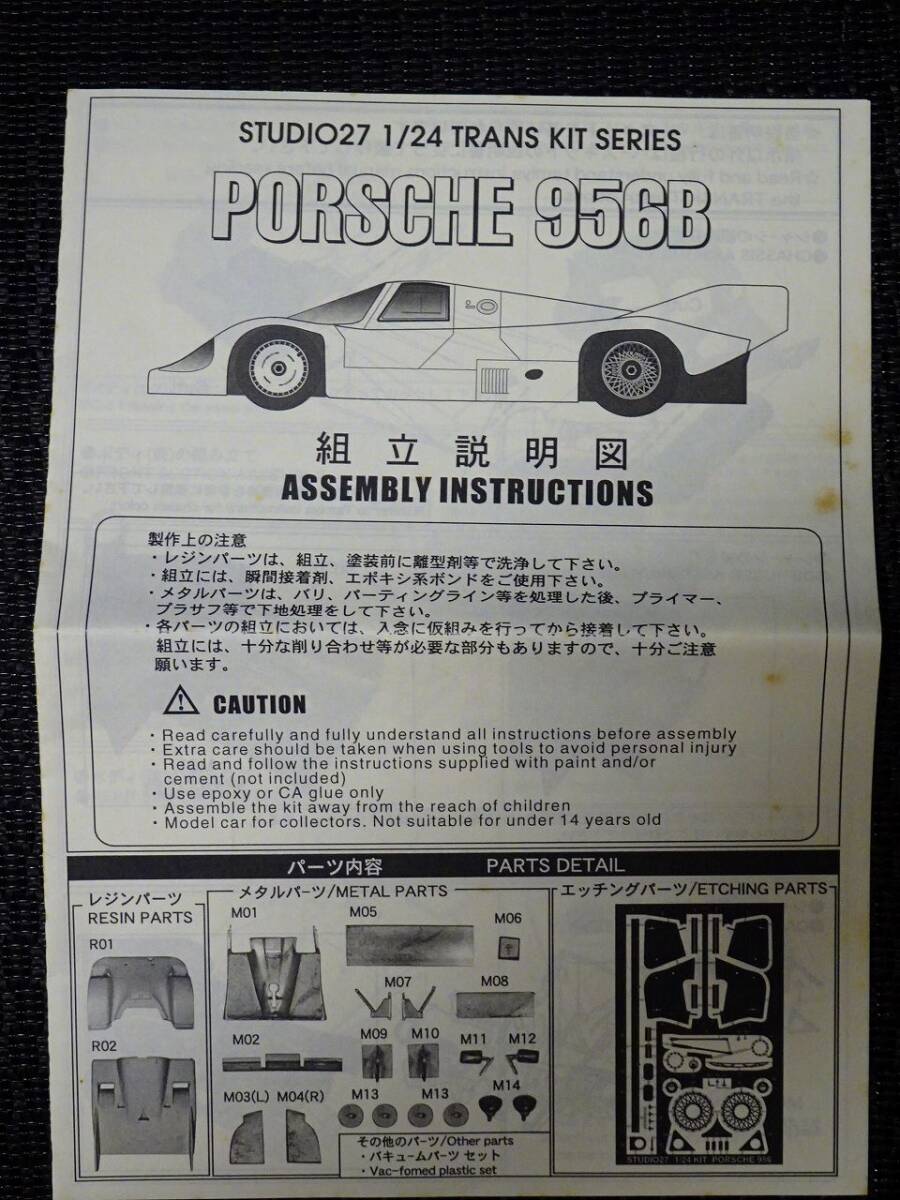 STUDIO27 1/24 TRANS KIT SERIES
PORSCHE 956B
組立説明図
ASSEMBLY INSTRUCTIONS
製作上の注意
・レジンパーツは、組立、塗装前に離型剤等で洗浄して下さい。
・組立には、瞬間接着剤、エポキシ系ボンドをご使用下さい。
・メタルパーツは、バリ、パーティングライン等を処理した後、プライマー、
プラサフ等で下地処理をして下さい。
・各パーツの組立においては、入念に仮組みを行ってから接着して下さい。
組立には、十分な削り合わせ等が必要な部分もありますので、十分ご注意
願います。
CAUTION
・Read carefully and fully understand all instructions before assembly
・Extra care should be taken when using tools to avoid personal injury
・Read and follow the instructions supplied with paint and/or
cement (not included)
・Use epoxy or CA glue only
・Assemble the kit away from the reach of children
・Model car for collectors. Not suitable for under 14 years old
パーツ内容 PARTS DETAIL
レジンパーツ
RESIN PARTS
R01
R02
メタルパーツ/METAL PARTS
M01 M05 M06
M07 M08
M02 M09 M10 M11 M12
M03(L) M04(R) M13 M13 M14
その他のパーツ/Other parts
・バキュームパーツ セット
・Vac-fomed plastic set
エッチングパーツ/ETCHING PARTS
STUDIO27 1/24 KIT PORSCHE 956